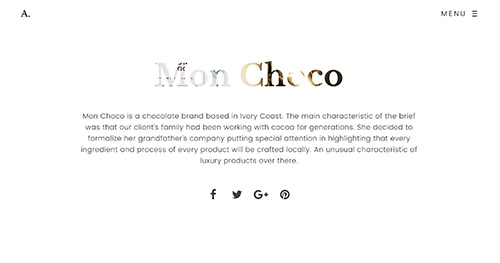 A.
MENU
Mon Choco
Mon Choco is a chocolate brand based in Ivory Coast. The main characteristic of the brief
was that our client's family had been working with cocoa for generations. She decided to
formalize her grandfather's company putting special attention in highlighting that every
ingredient and process of every product will be crafted locally. An unusual characteristic of
luxury products over there.
f
G+